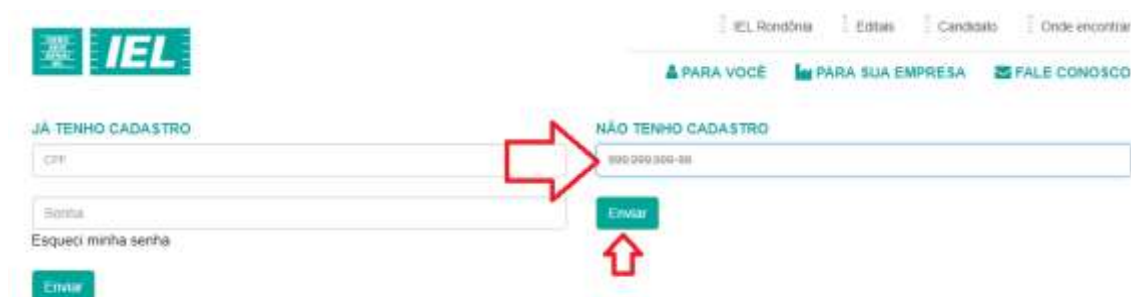 IEL
IEL Rondônia Editais Candidato Onde encontrar
PARA VOCÊ PARA SUA EMPRESA FALE CONOSCO
JÁ TENHO CADASTRO
CPF
Senha
Esqueci minha senha
Enviar
NÃO TENHO CADASTRO
999.999.999-99
Enviar